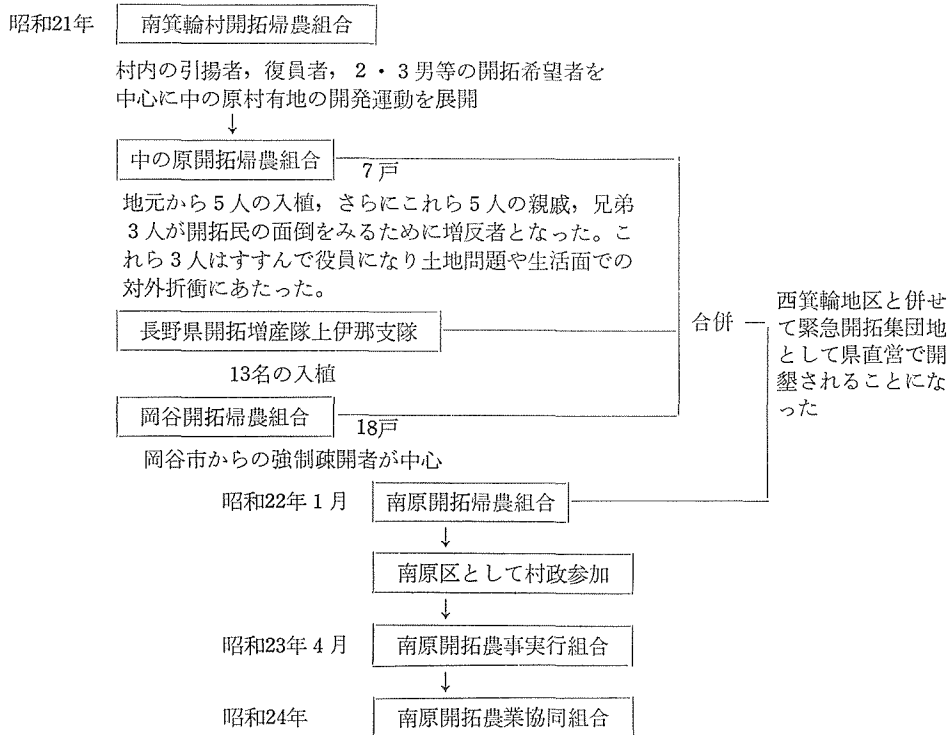 昭和21年 南箕輪村開拓帰農組合
村内の引揚者,復員者,2・3男等の開拓希望者を
中心に中の原村有地の開発運動を展開
↓
中の原開拓帰農組合 7戸
地元から5人の入植,さらにこれら5人の親戚,兄弟
3人が開拓民の面倒をみるために増反者となった。こ
れら3人はすすんで役員になり土地問題や生活面での
対外折衝にあたった。
長野県開拓増産隊上伊那支隊
13名の入植
岡谷開拓帰農組合 18戸
岡谷市からの強制疎開者が中心
合併
西箕輪地区と併せ
て緊急開拓集団地
として県直営で開
墾されることにな
った
昭和22年1月 南原開拓帰農組合
↓
南原区として村政参加
↓
昭和23年4月 南原開拓農事実行組合
↓
昭和24年 南原開拓農業協同組合